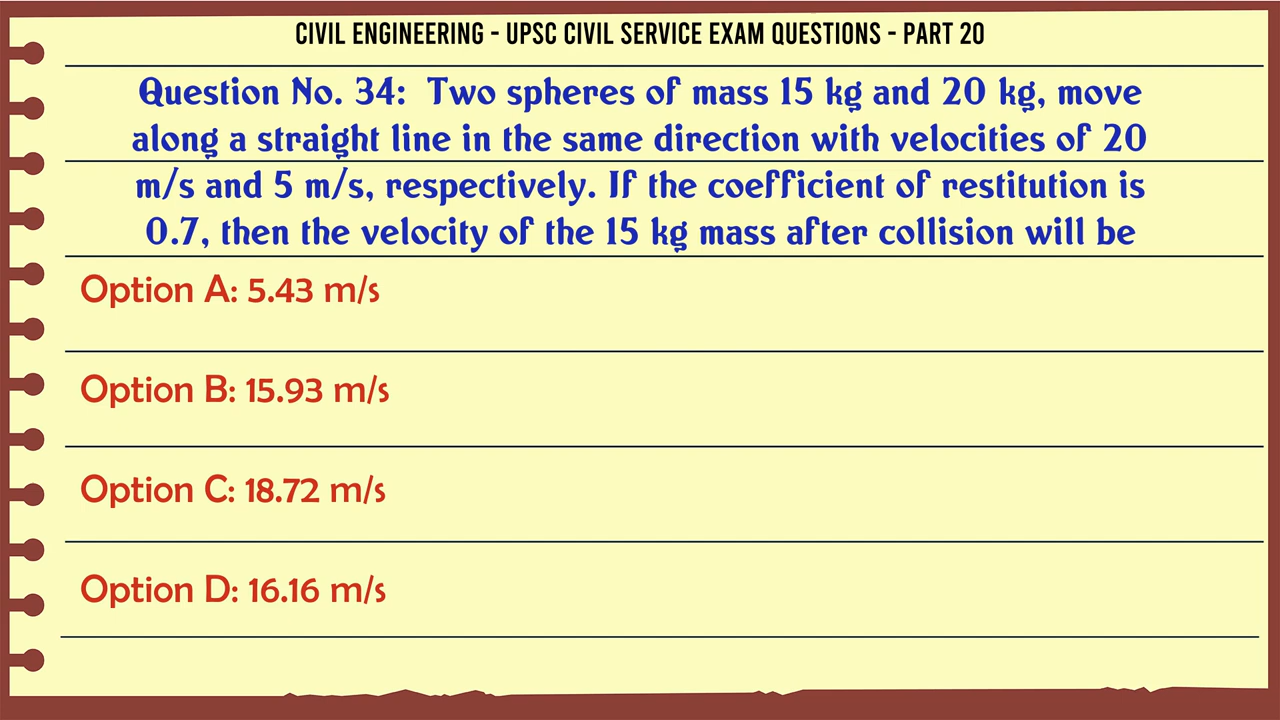 CIVIL ENGINEERING - UPSC CIVIL SERVICE EXAM QUESTIONS - PART 20
Question No. 34: Two spheres of mass 15 kg and 20 kg, move
along a straight line in the same direction with velocities of 20
m/s and 5 m/s, respectively. If the coefficient of restitution is
0.7, then the velocity of the 15 kg mass after collision will be
Option A: 5.43 m/s
Option B: 15.93 m/s
Option C: 18.72 m/s
Option D: 16.16 m/s